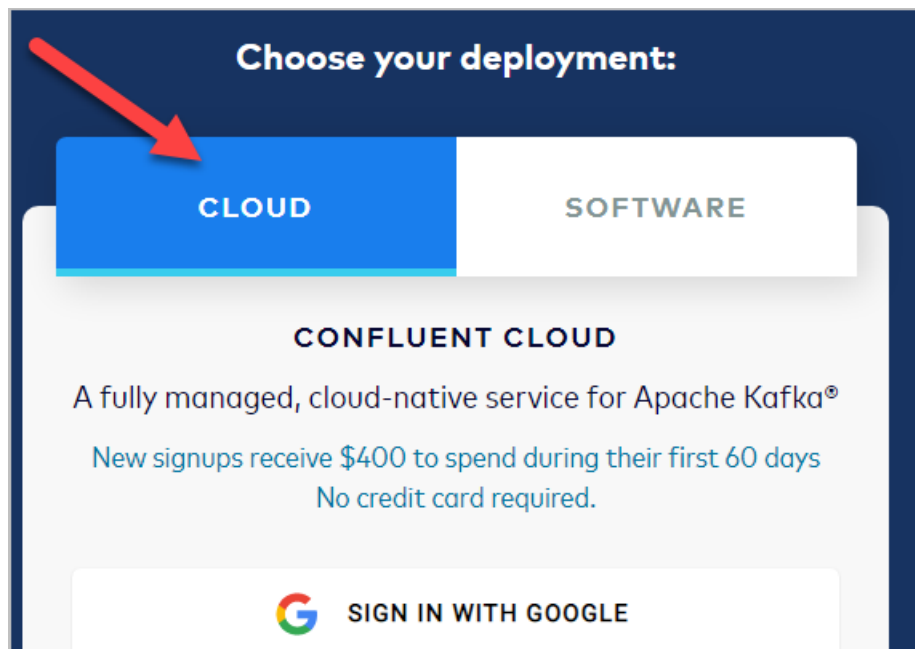 Choose your deployment:
CLOUD
SOFTWARE
CONFLUENT CLOUD
A fully managed, cloud-native service for Apache Kafka®
New signups receive $400 to spend during their first 60 days
No credit card required.
SIGN IN WITH GOOGLE